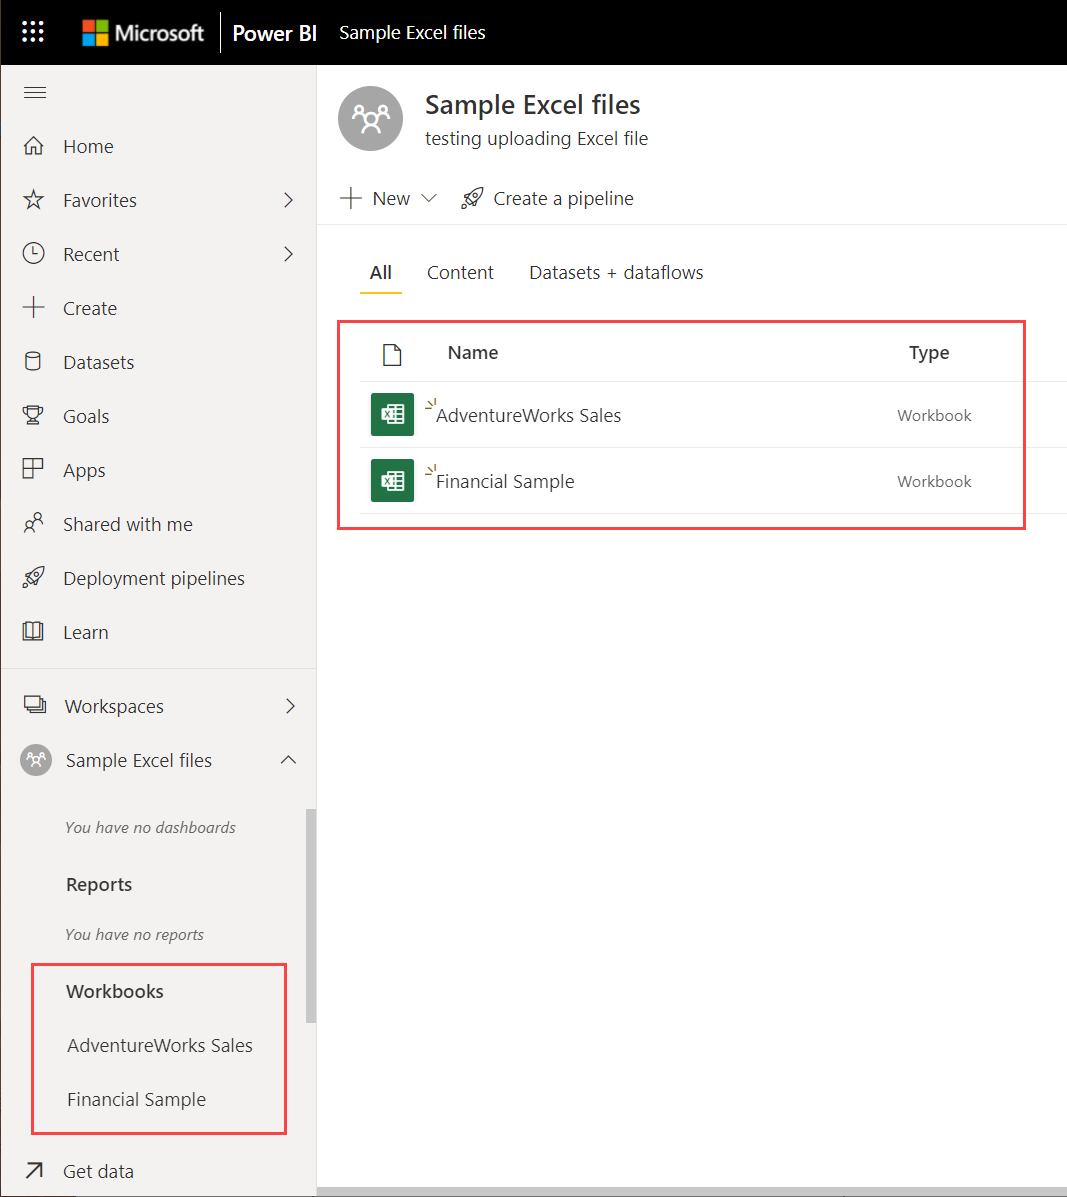 Microsoft Power BI Sample Excel files
Home
Favorites
Recent
Create
Datasets
Goals
Apps
Shared with me
Deployment pipelines
Learn
Workspaces
Sample Excel files
You have no dashboards
Reports
You have no reports
Workbooks
AdventureWorks Sales
Financial Sample
Get data
Sample Excel files
testing uploading Excel file
New Create a pipeline
All Content Datasets + dataflows
Name Type
AdventureWorks Sales Workbook
Financial Sample Workbook